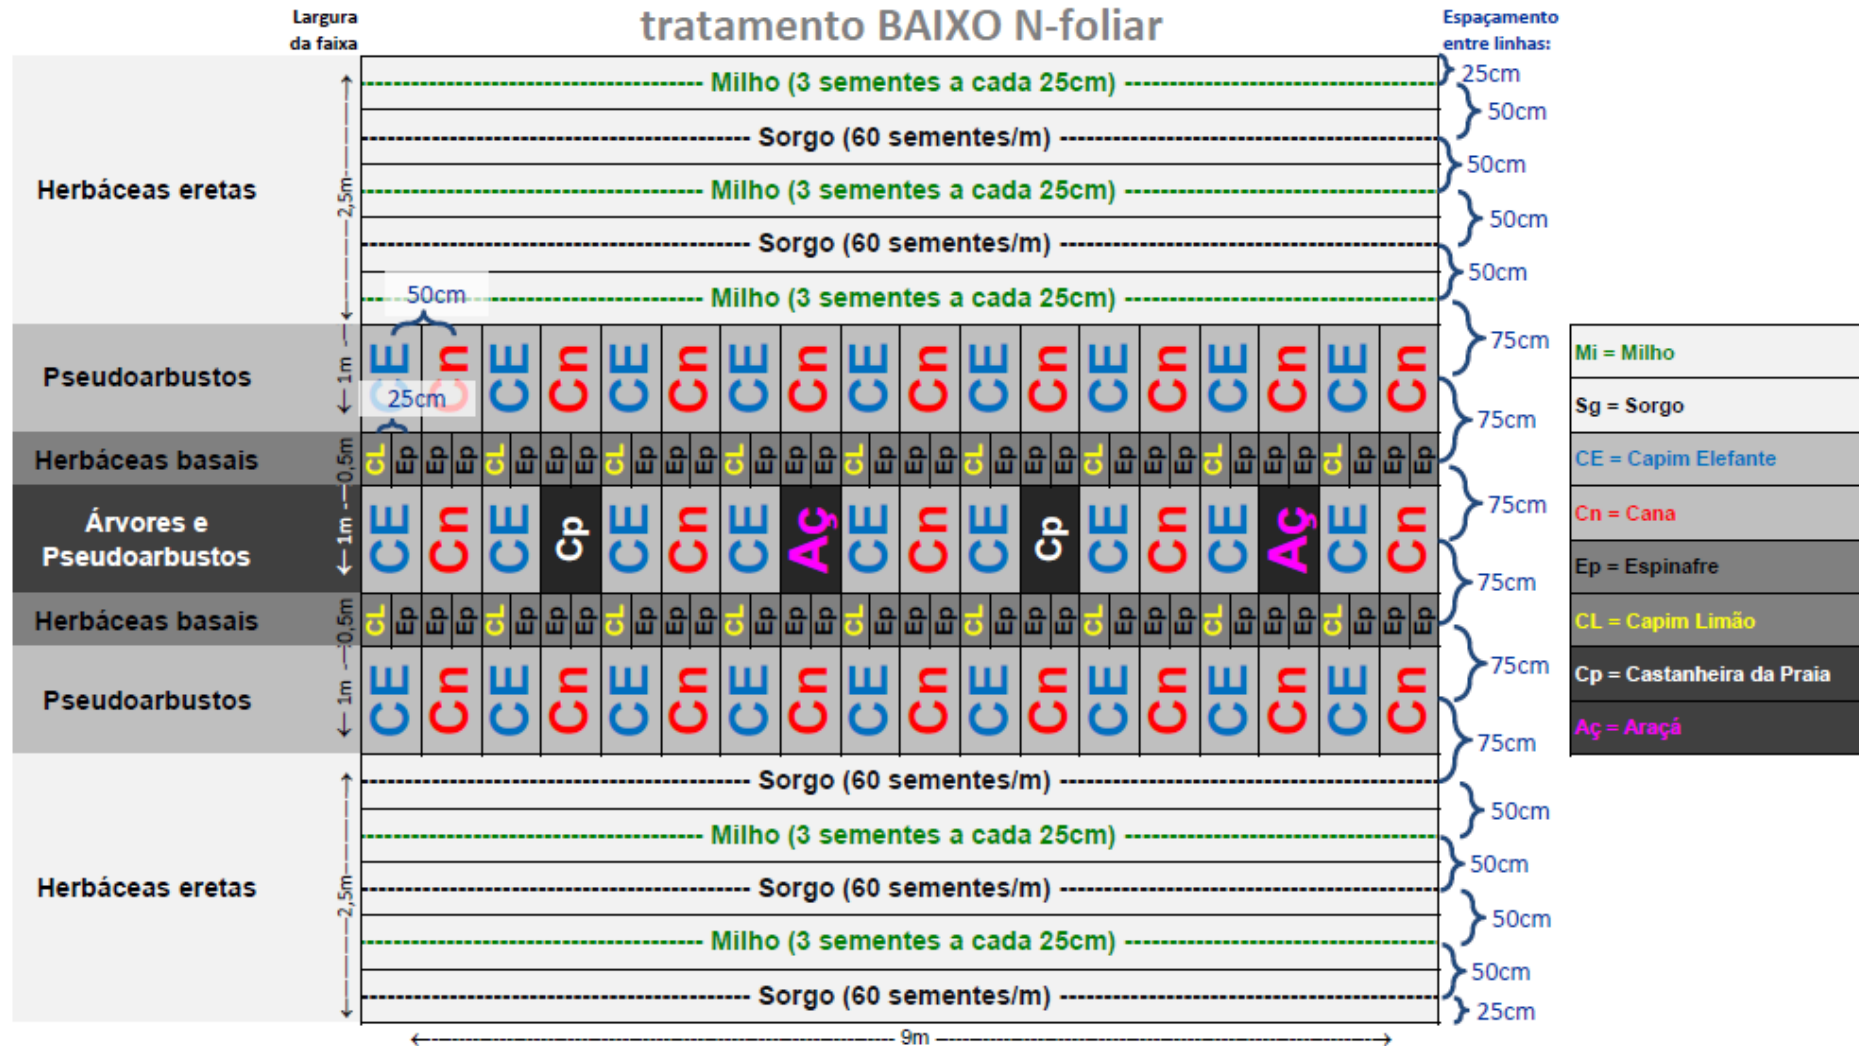 Largura
da faixa
tratamento BAIXO N-foliar
Espaçamento
entre linhas:
Milho (3 sementes a cada 25cm)
25cm
50cm
Sorgo (60 sementes/m)
50cm
Herbáceas eretas
2,5m
Milho (3 sementes a cada 25cm)
50cm
Sorgo (60 sementes/m)
50cm
50cm
Milho (3 sementes a cada 25cm)
75cm
Pseudoarbustos
1m
CE Cn CE Cn CE Cn CE Cn CE Cn CE Cn CE Cn CE Cn CE Cn
25cm
75cm
Herbáceas basais
0,5m
CL Ep Ep Ep CL Ep Ep Ep CL Ep Ep Ep CL Ep Ep Ep CL Ep Ep Ep CL Ep Ep Ep CL Ep Ep Ep CL Ep Ep Ep CL Ep Ep Ep
75cm
Árvores e
Pseudoarbustos
1m
CE Cn CE Cp CE Cn CE Aç CE Cn CE Cp CE Cn CE Aç CE Cn
75cm
Herbáceas basais
0,5m
CL Ep Ep Ep CL Ep Ep Ep CL Ep Ep Ep CL Ep Ep Ep CL Ep Ep Ep CL Ep Ep Ep CL Ep Ep Ep CL Ep Ep Ep CL Ep Ep Ep
75cm
Pseudoarbustos
1m
CE Cn CE Cn CE Cn CE Cn CE Cn CE Cn CE Cn CE Cn CE Cn
75cm
Sorgo (60 sementes/m)
50cm
Milho (3 sementes a cada 25cm)
50cm
Herbáceas eretas
2,5m
Sorgo (60 sementes/m)
50cm
Milho (3 sementes a cada 25cm)
50cm
Sorgo (60 sementes/m)
25cm
9m
Mi = Milho
Sg = Sorgo
CE = Capim Elefante
Cn = Cana
Ep = Espinafre
CL = Capim Limão
Cp = Castanheira da Praia
Aç = Araçá